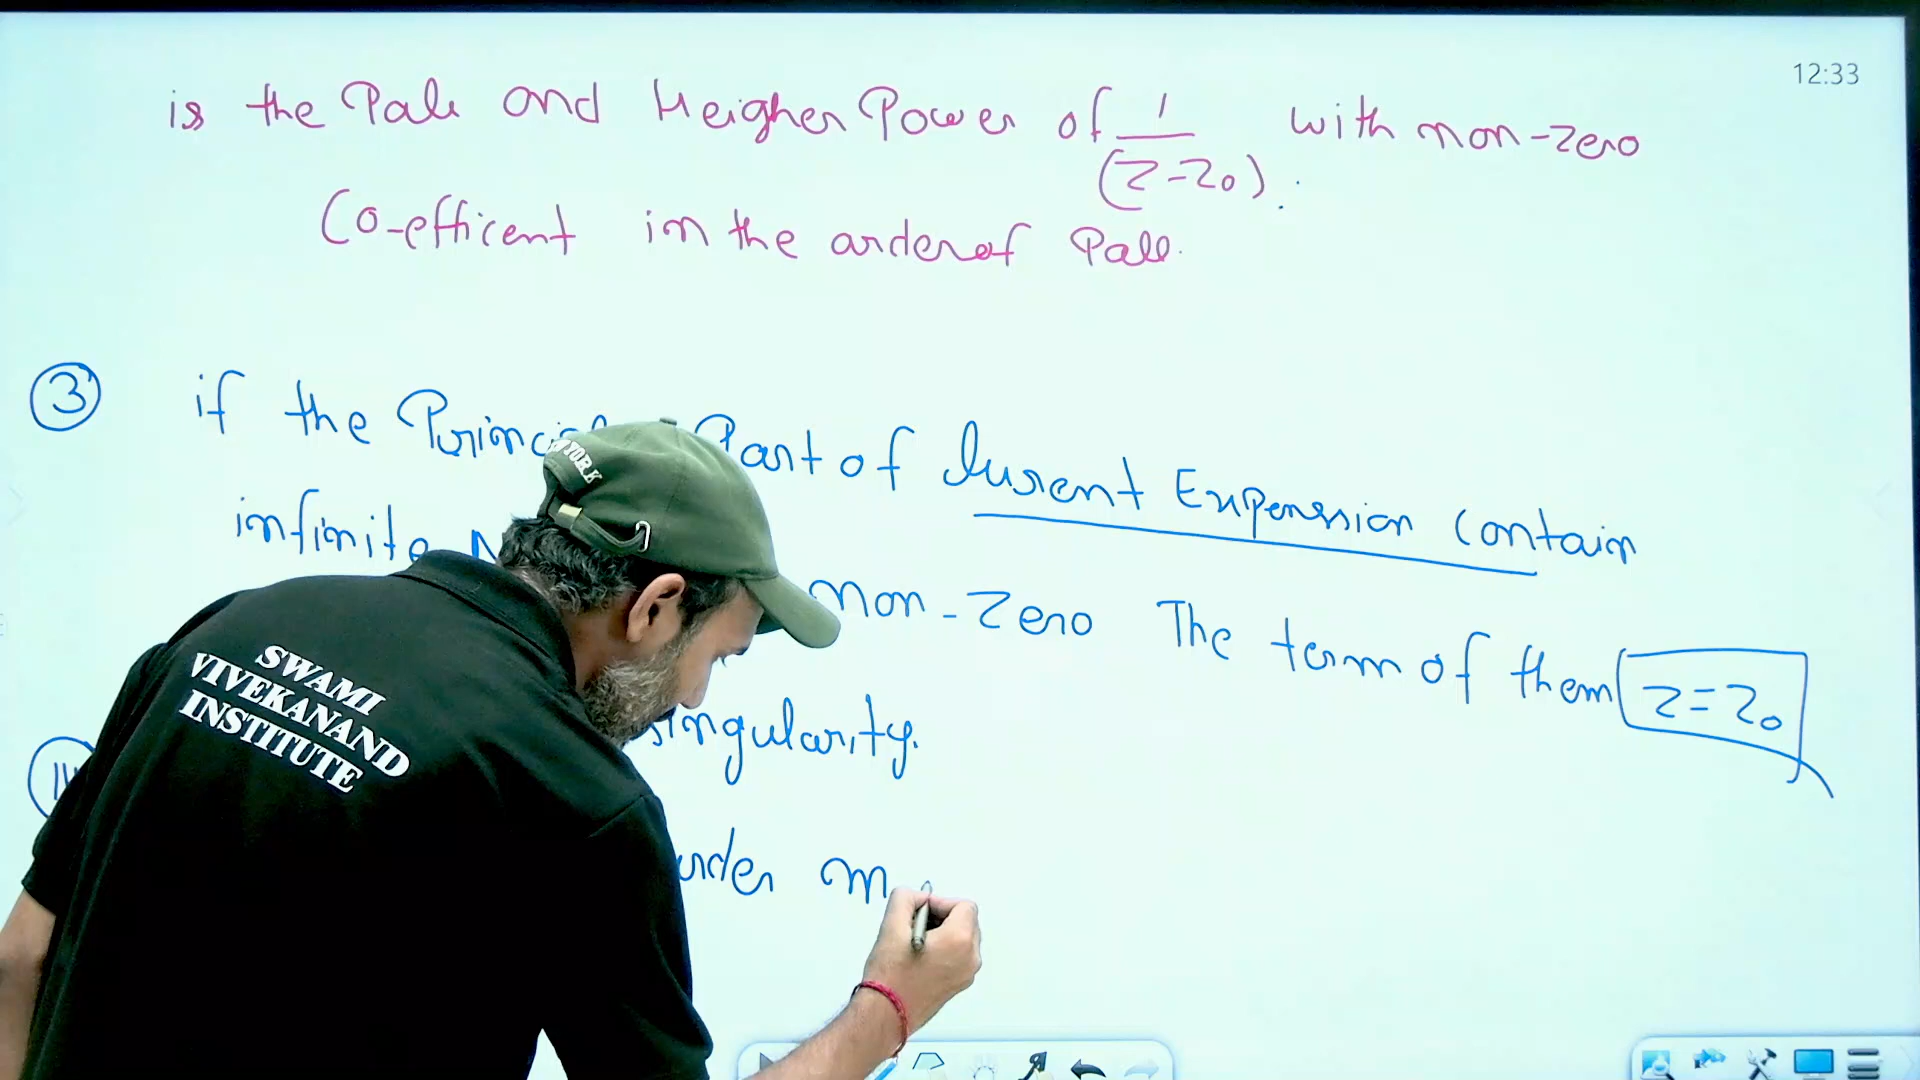 12:33
is the Pole and Heigher Power of 1/(z-z0) with non-zero
Co-efficent in the order of Pole.
3 if the Part of lurent Expenssion Contain
infinite non-zero The term of them z=z0
singularity.
order m
YORK
SWAMI
VIVEKANAND
INSTITUTE